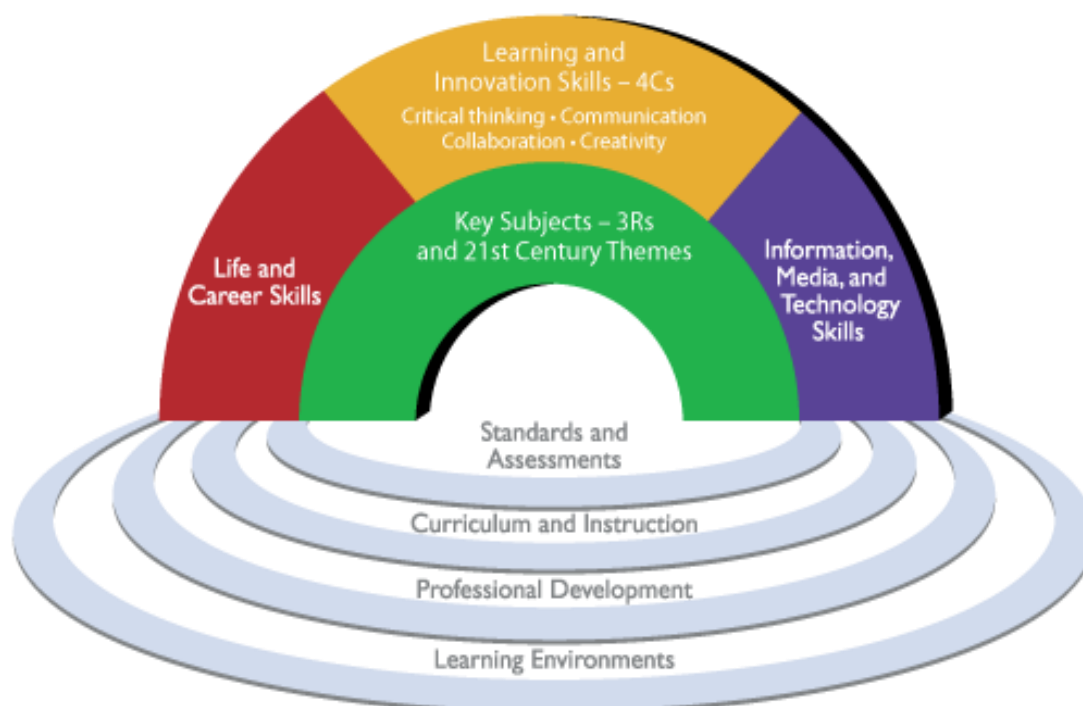 Learning and
Innovation Skills – 4Cs
Critical thinking • Communication
Collaboration • Creativity
Key Subjects – 3Rs
and 21st Century Themes
Life and
Career Skills
Information,
Media, and
Technology
Skills
Standards and
Assessments
Curriculum and Instruction
Professional Development
Learning Environments